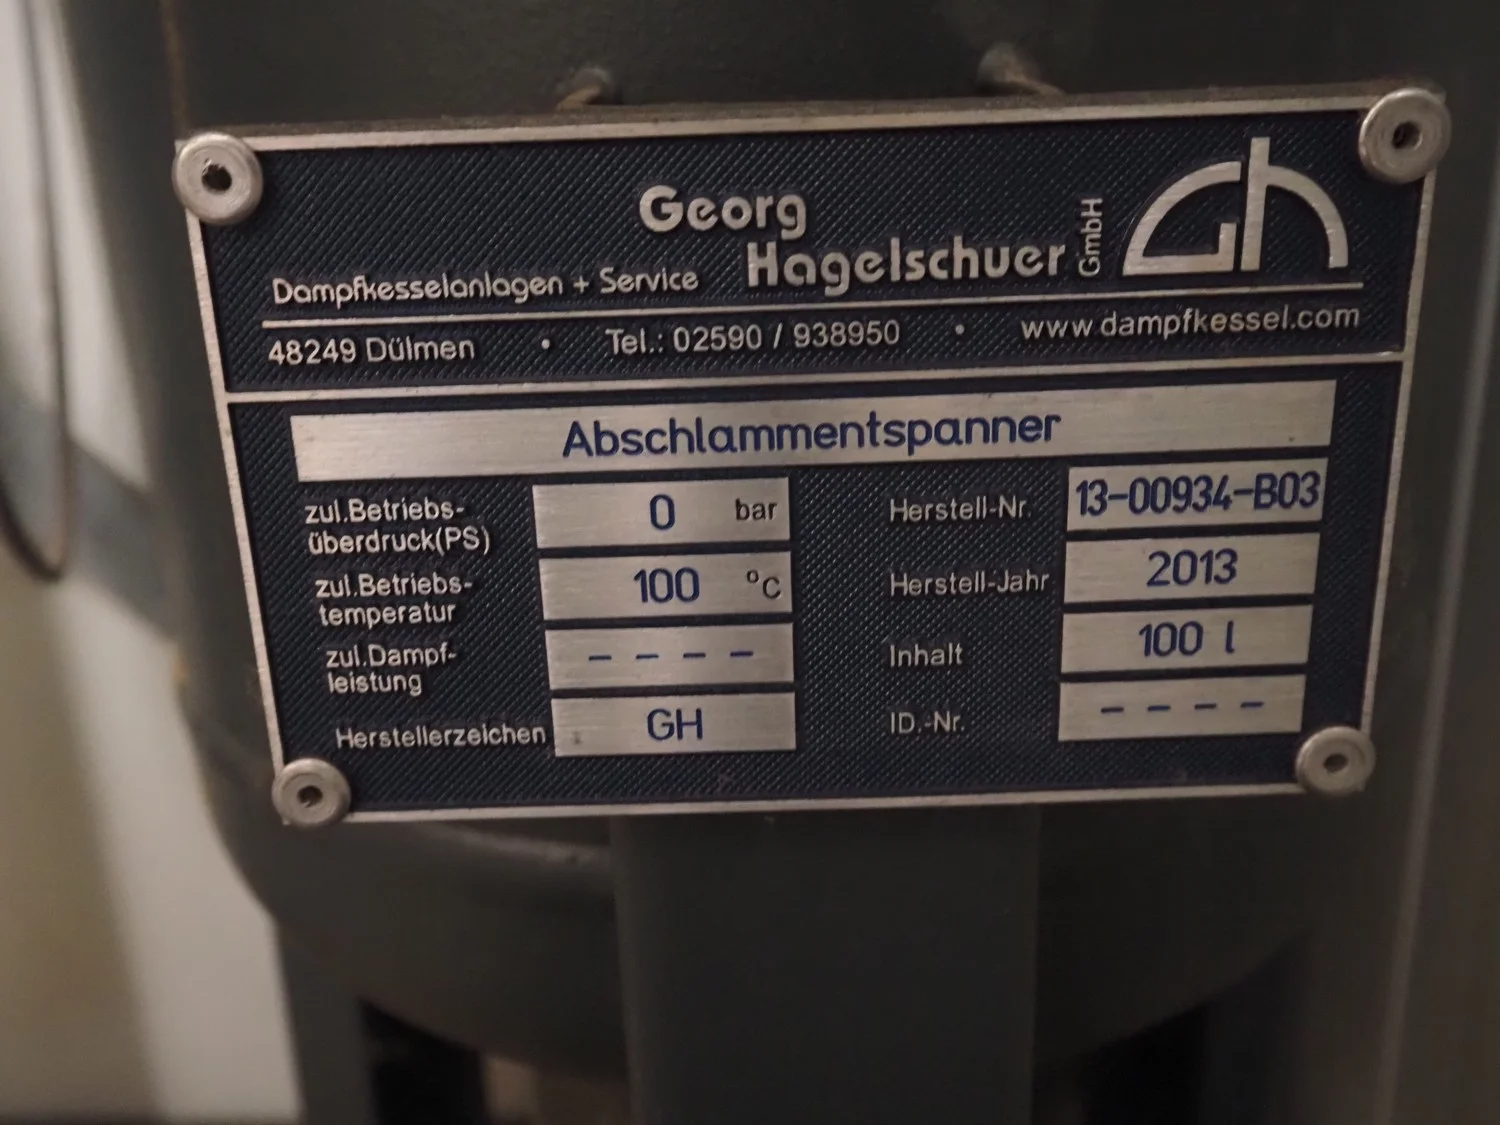 Georg
Hagelschuer GmbH
Gh
Dampfkesselanlagen + Service
48249 Dülmen • Tel.: 02590 / 938950 • www.dampfkessel.com
Abschlammentspanner
zul.Betriebs-
überdruck(PS) 0 bar
Herstell-Nr. 13-00934-B03
zul.Betriebs-
temperatur 100 °C
Herstell-Jahr 2013
zul.Dampf-
leistung - - - -
Inhalt 100 l
Herstellerzeichen GH
ID.-Nr. - - - -